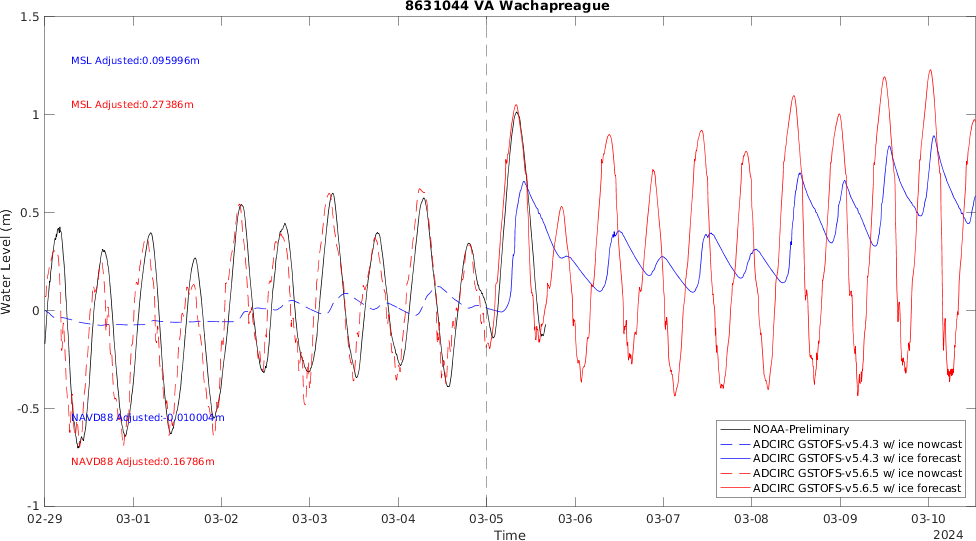 8631044 VA Wachapreague
1.5
MSL Adjusted:0.095996m
MSL Adjusted:0.27386m
1
0.5
Water Level (m)
0
-0.5
NAVD88 Adjusted:-0.010004m
NAVD88 Adjusted:0.16786m
NOAA-Preliminary
ADCIRC GSTOFS-v5.4.3 w/ ice nowcast
ADCIRC GSTOFS-v5.4.3 w/ ice forecast
ADCIRC GSTOFS-v5.6.5 w/ ice nowcast
ADCIRC GSTOFS-v5.6.5 w/ ice forecast
-1
02-29 03-01 03-02 03-03 03-04 03-05 03-06 03-07 03-08 03-09 03-10
Time
2024